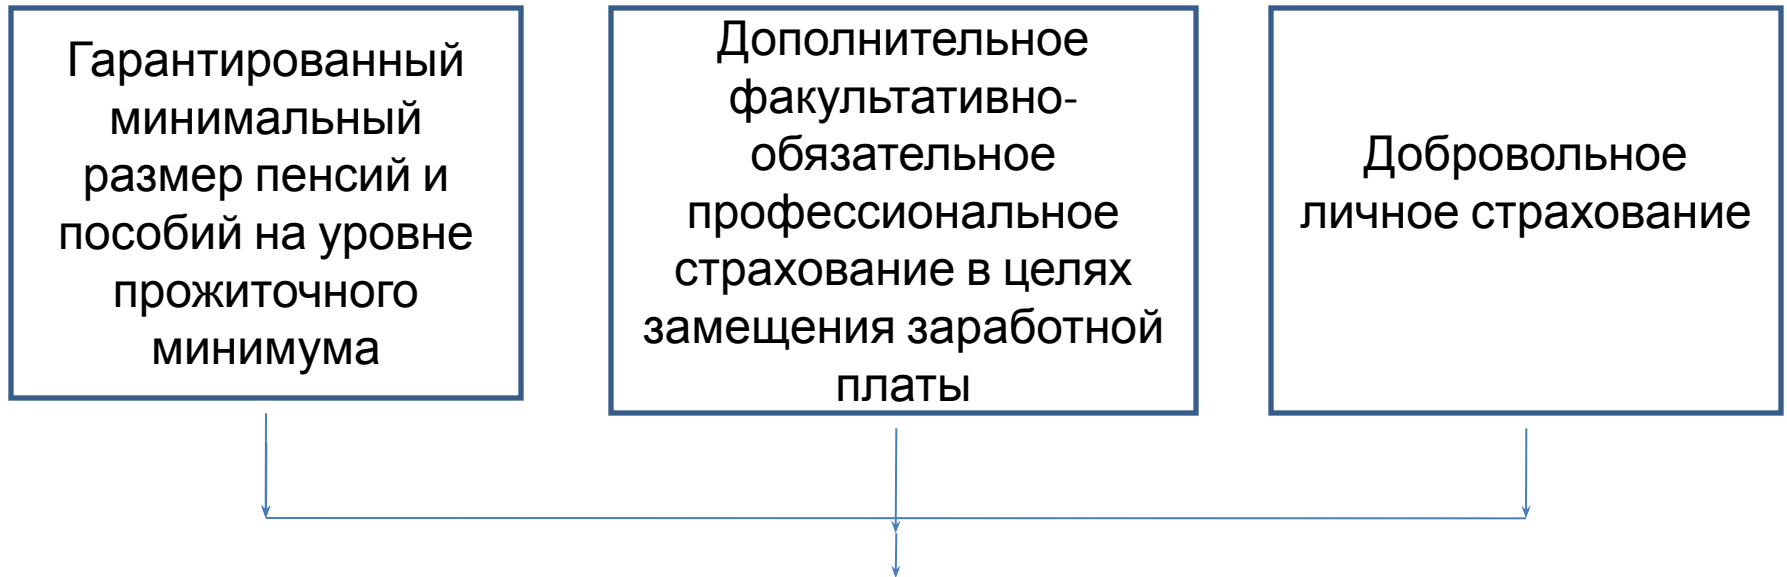 Гарантированный
минимальный
размер пенсий и
пособий на уровне
прожиточного
минимума
Дополнительное
факультативно-
обязательное
профессиональное
страхование в целях
замещения заработной
платы
Добровольное
личное страхование